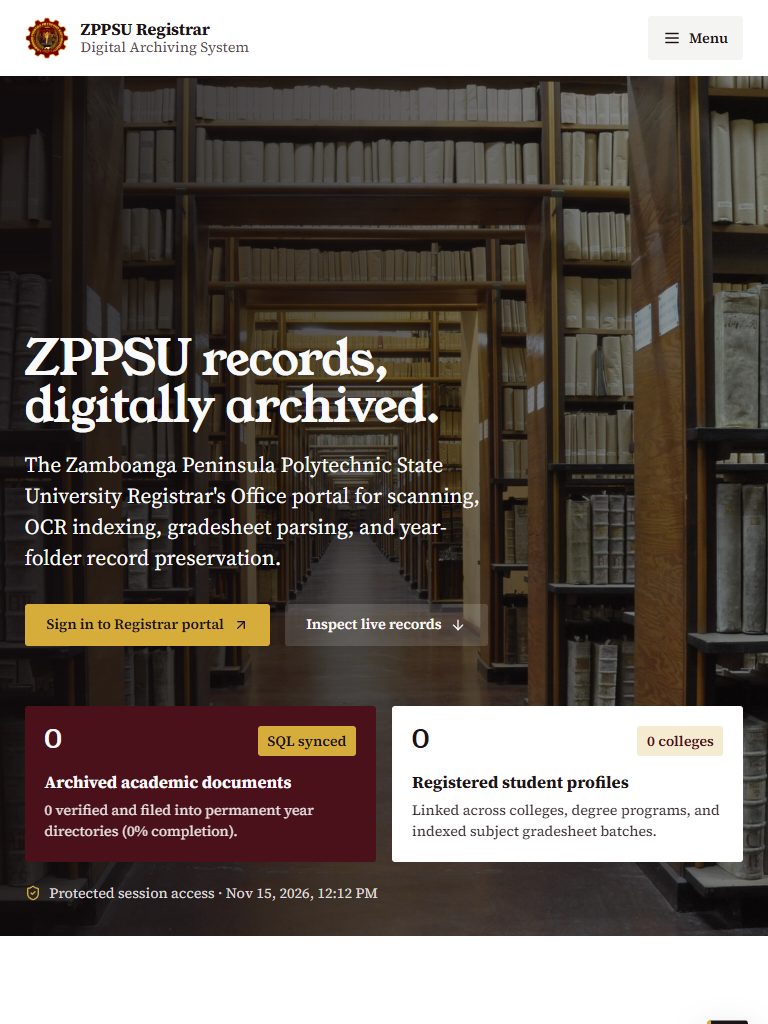 ZPPSU Registrar
Digital Archiving System
Menu
ZPPSU records,
digitally archived.
The Zamboanga Peninsula Polytechnic State
University Registrar's Office portal for scanning,
OCR indexing, gradesheet parsing, and year-
folder record preservation.
Sign in to Registrar portal
Inspect live records
0
SQL synced
Archived academic documents
0 verified and filed into permanent year
directories (0% completion).
0
0 colleges
Registered student profiles
Linked across colleges, degree programs, and
indexed subject gradesheet batches.
Protected session access · Nov 15, 2026, 12:12 PM